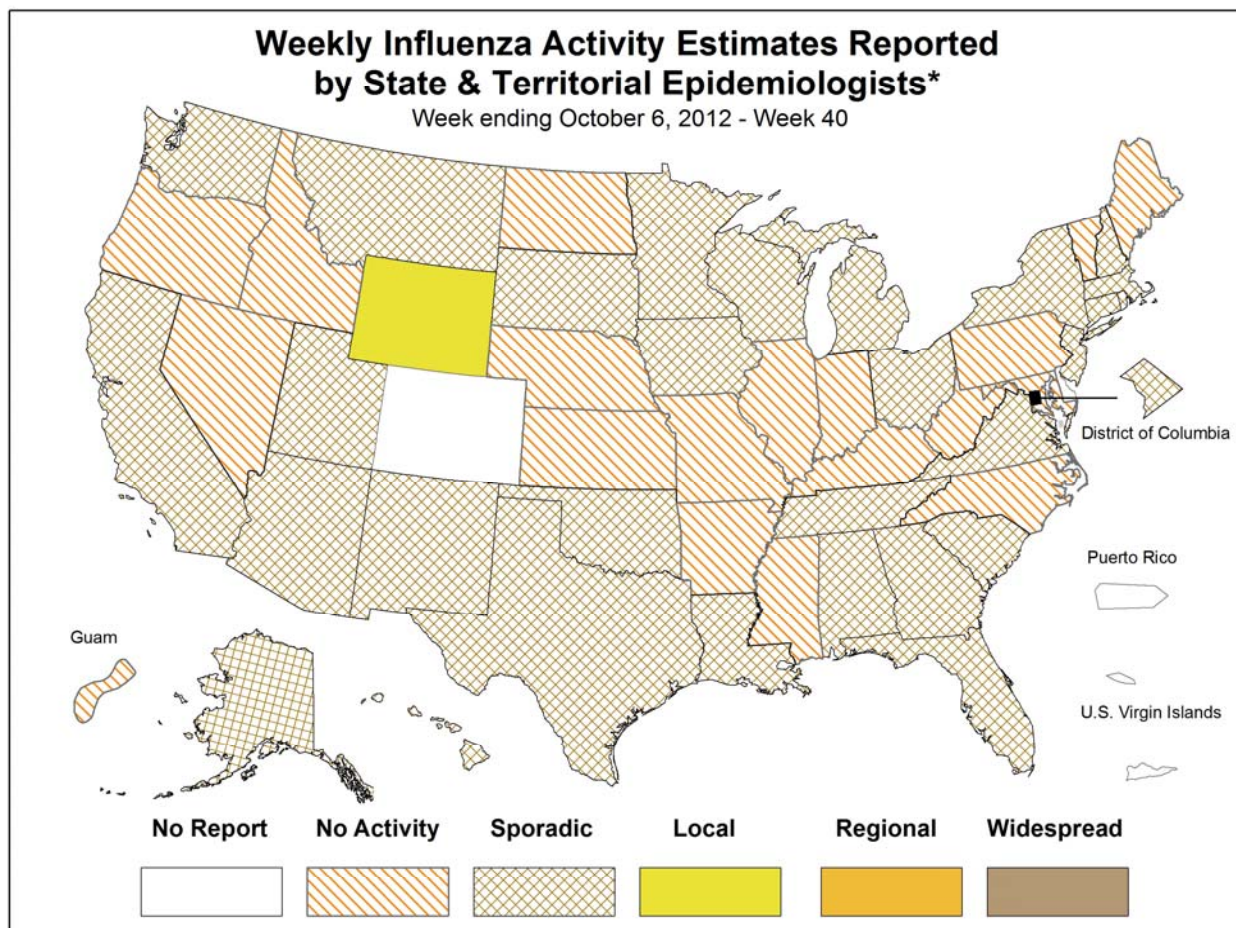 Weekly Influenza Activity Estimates Reported
by State & Territorial Epidemiologists*
Week ending October 6, 2012 - Week 40
District of Columbia
Puerto Rico
Guam
U.S. Virgin Islands
No Report No Activity Sporadic Local Regional Widespread